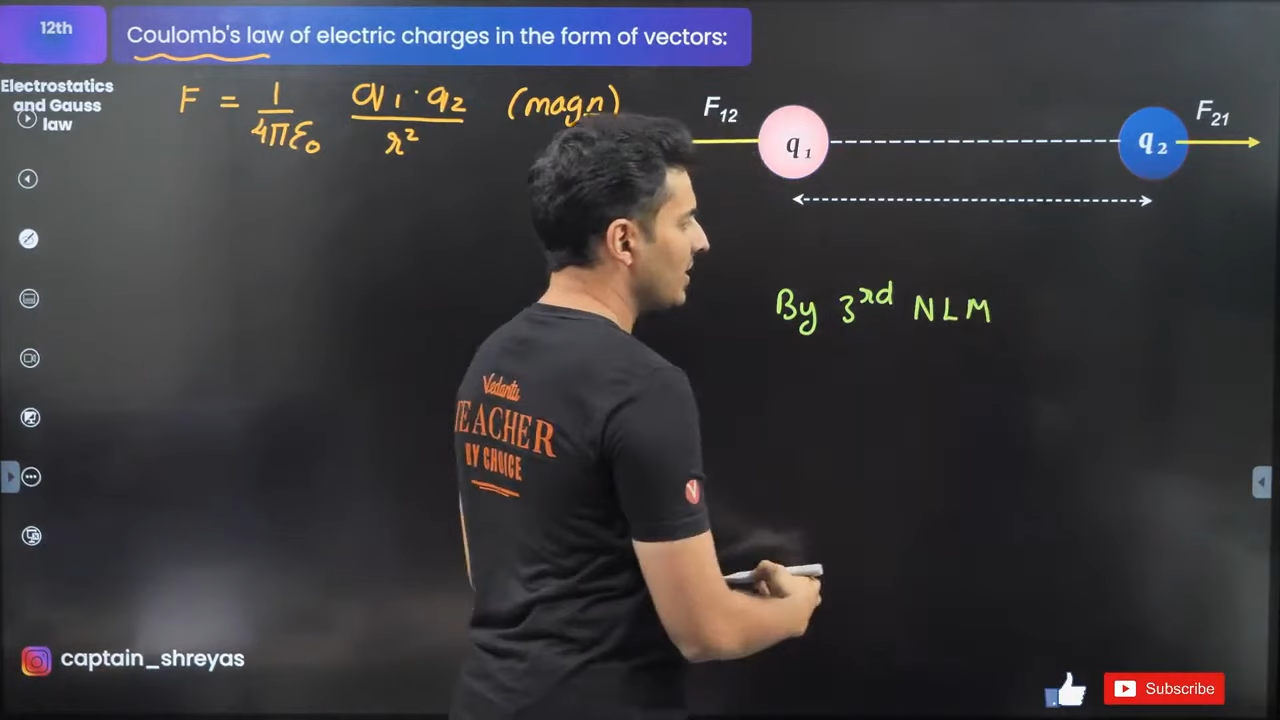 12th
Coulomb's law of electric charges in the form of vectors:
Electrostatics
and Gauss
law
F = 1/4πε₀ q₁·q₂/r² (magn)
F₁₂
q₁
q₂
F₂₁
By 3rd NLM
Vedantu
TEACHER
BY CHOICE
V
captain_shreyas
Subscribe